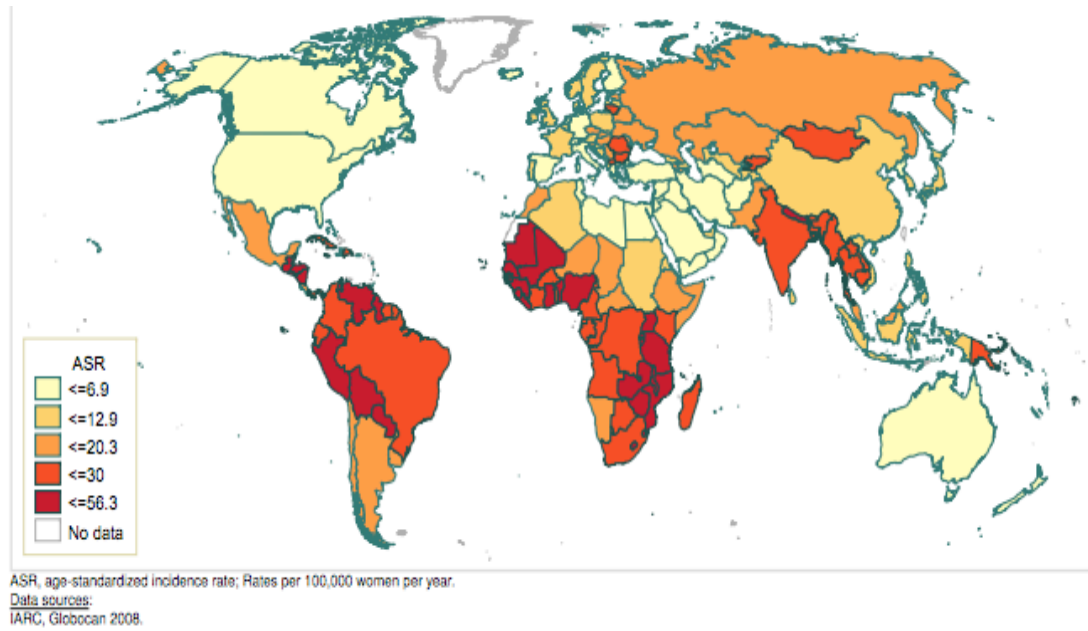 ASR
<=6.9
<=12.9
<=20.3
<=30
<=56.3
No data
ASR, age-standardized incidence rate; Rates per 100,000 women per year.
Data sources:
IARC, Globocan 2008.